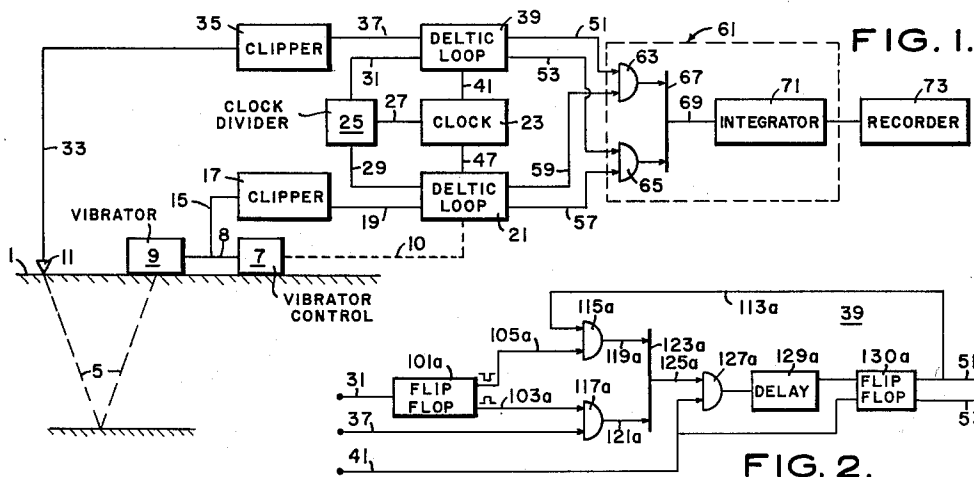 FIG. 1.
35
CLIPPER
37
39
DELTIC
LOOP
51
53
61
63
67
69
71
INTEGRATOR
73
RECORDER
31
41
CLOCK
DIVIDER
25
27
CLOCK
23
33
29
47
59
65
17
CLIPPER
15
19
DELTIC
LOOP
21
57
VIBRATOR
9
8
7
10
VIBRATOR
CONTROL
1
11
5
FIG. 2.
39
113a
115a
105a
119a
123a
125a
127a
129a
DELAY
130a
FLIP
FLOP
51
31
101a
FLIP
FLOP
103a
117a
121a
37
41